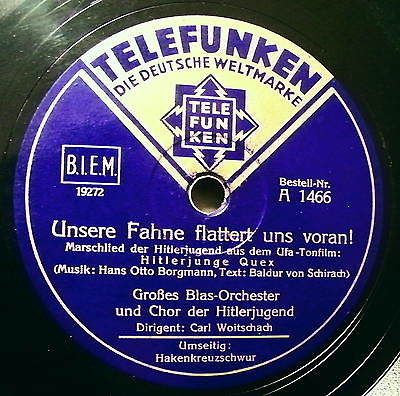 TELEFUNKEN
DIE DEUTSCHE WELTMARKE
TELE
FUN
KEN
B.I.E.M.
19272
Bestell-Nr.
A 1466
Unsere Fahne flattert uns voran!
Marschlied der Hitlerjugend aus dem Ufa-Tonfilm:
Hitlerjunge Quex
(Musik: Hans Otto Borgmann, Text: Baldur von Schirach)
Großes Blas-Orchester
und Chor der Hitlerjugend
Dirigent: Carl Woitschach
Umseitig:
Hakenkreuzschwur